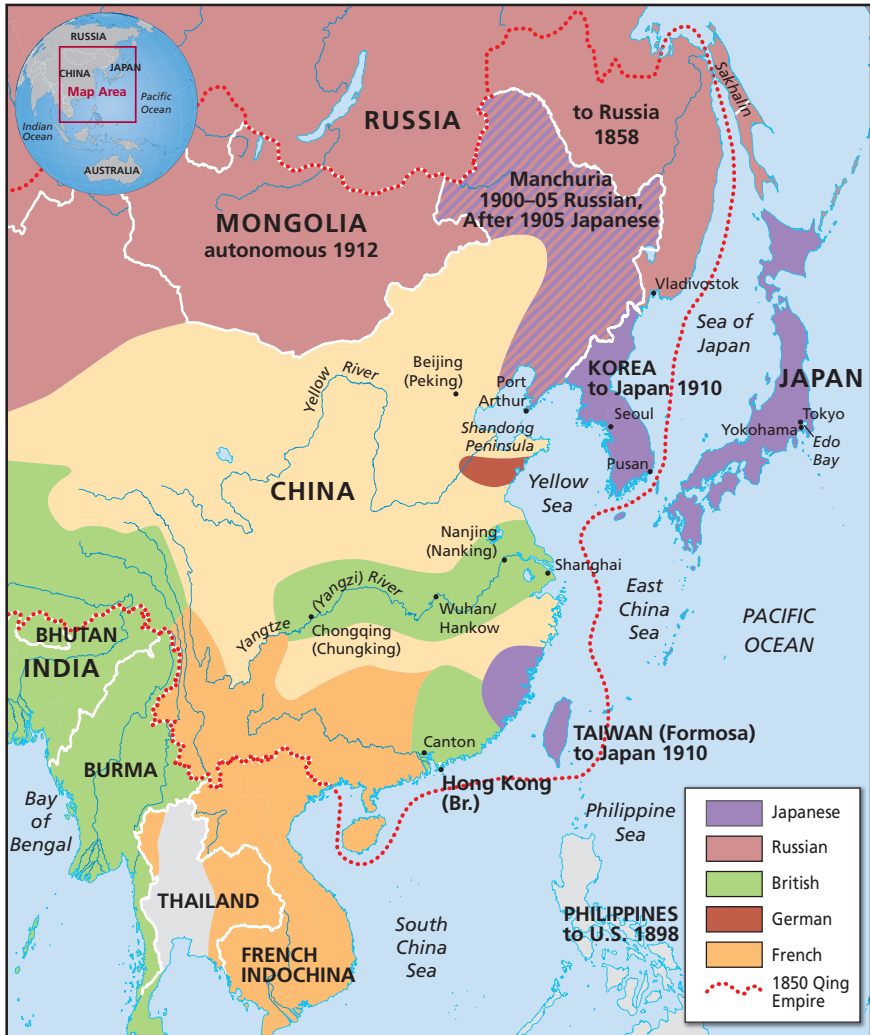 RUSSIA
CHINA
JAPAN
Map Area
Pacific
Ocean
Indian
Ocean
AUSTRALIA
RUSSIA
to Russia
1858
Sakhalin
Manchuria
1900–05 Russian,
After 1905 Japanese
MONGOLIA
autonomous 1912
Vladivostok
Sea of
Japan
Beijing
(Peking)
Yellow River
Port
Arthur
KOREA
to Japan 1910
JAPAN
Seoul
Tokyo
Yokohama
Edo
Bay
Shandong
Peninsula
Pusan
CHINA
Yellow
Sea
Nanjing
(Nanking)
Shanghai
Yangtze (Yangzi) River
Wuhan/
Hankow
Chongqing
(Chungking)
East
China
Sea
PACIFIC
OCEAN
BHUTAN
INDIA
BURMA
Canton
Hong Kong
(Br.)
TAIWAN (Formosa)
to Japan 1910
Bay
of
Bengal
Philippine
Sea
THAILAND
FRENCH
INDOCHINA
South
China
Sea
PHILIPPINES
to U.S. 1898
Japanese
Russian
British
German
French
1850 Qing
Empire